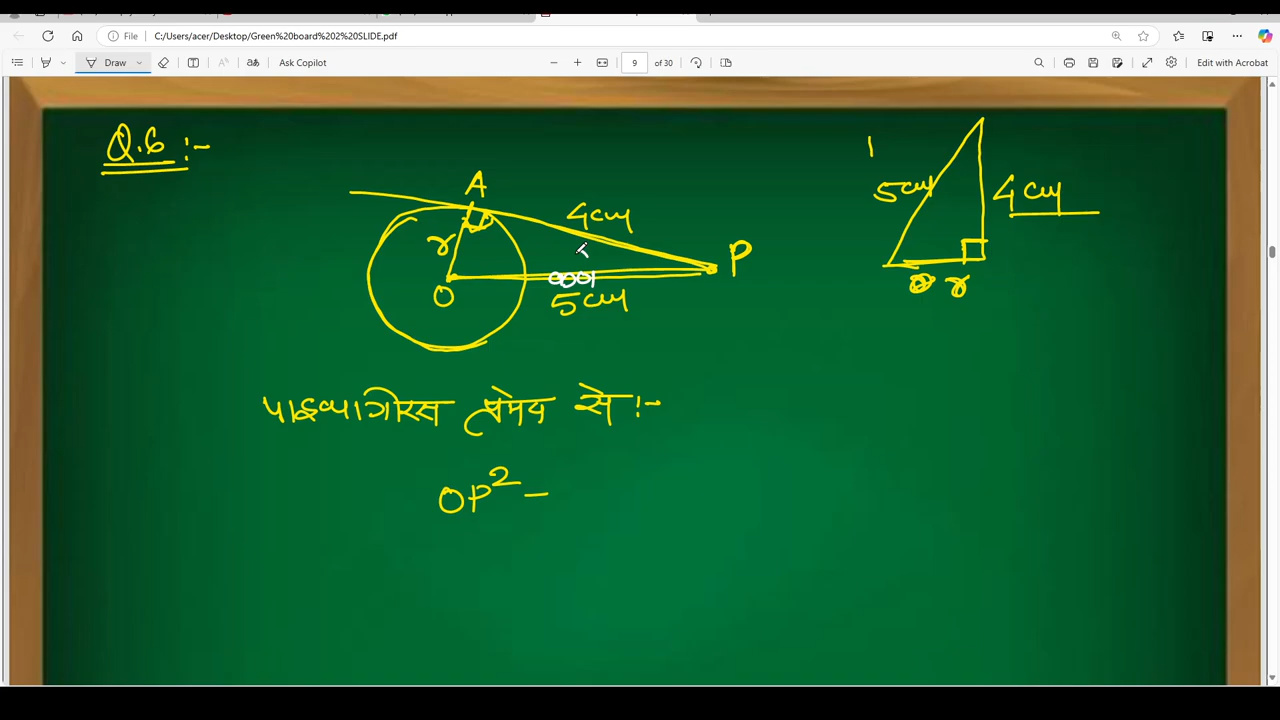 File
C:/Users/acer/Desktop/Green%20board%202%20SLIDE.pdf
Draw
Ask Copilot
9 of 30
Edit with Acrobat
Q.6 :-
A
4cm
r
P
O
5cm
5cm
4cm
r
पाइथागोरस प्रमेय से :-
OP² -